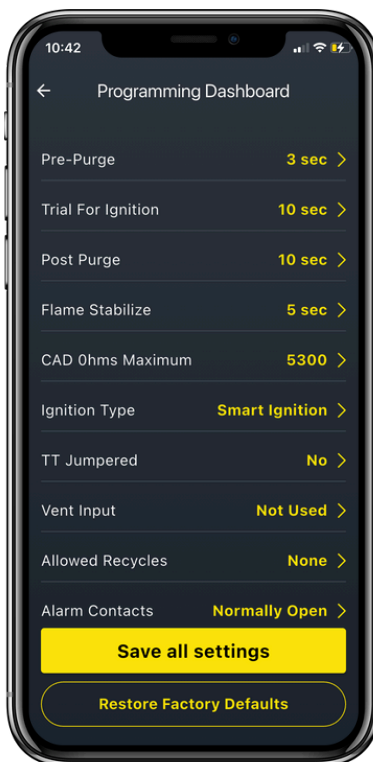 10:42
Programming Dashboard
Pre-Purge 3 sec
Trial For Ignition 10 sec
Post Purge 10 sec
Flame Stabilize 5 sec
CAD 0hms Maximum 5300
Ignition Type Smart Ignition
TT Jumpered No
Vent Input Not Used
Allowed Recycles None
Alarm Contacts Normally Open
Save all settings
Restore Factory Defaults